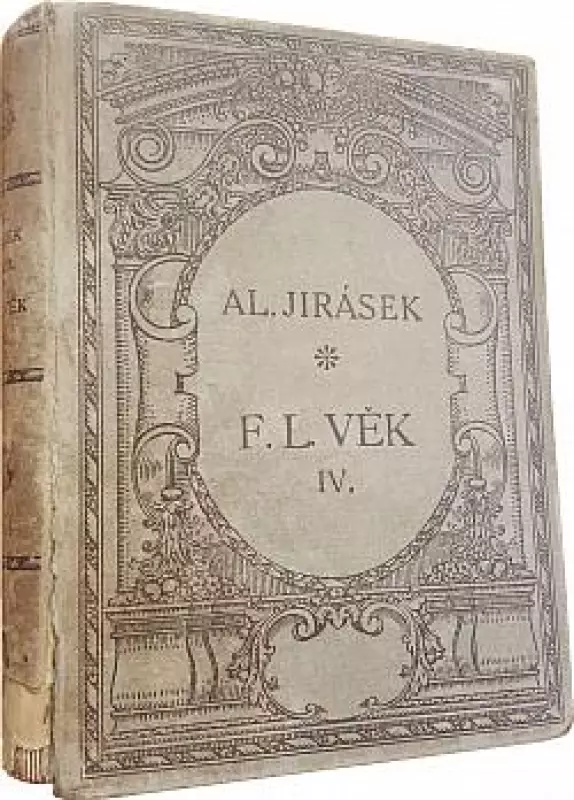 AL. JIRÁSEK
*
F. L. VĚK
IV.